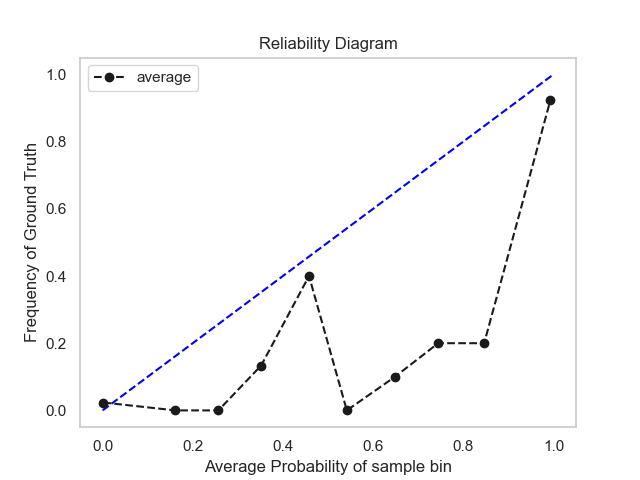 Reliability Diagram
average
Frequency of Ground Truth
1.0
0.8
0.6
0.4
0.2
0.0
0.0 0.2 0.4 0.6 0.8 1.0
Average Probability of sample bin